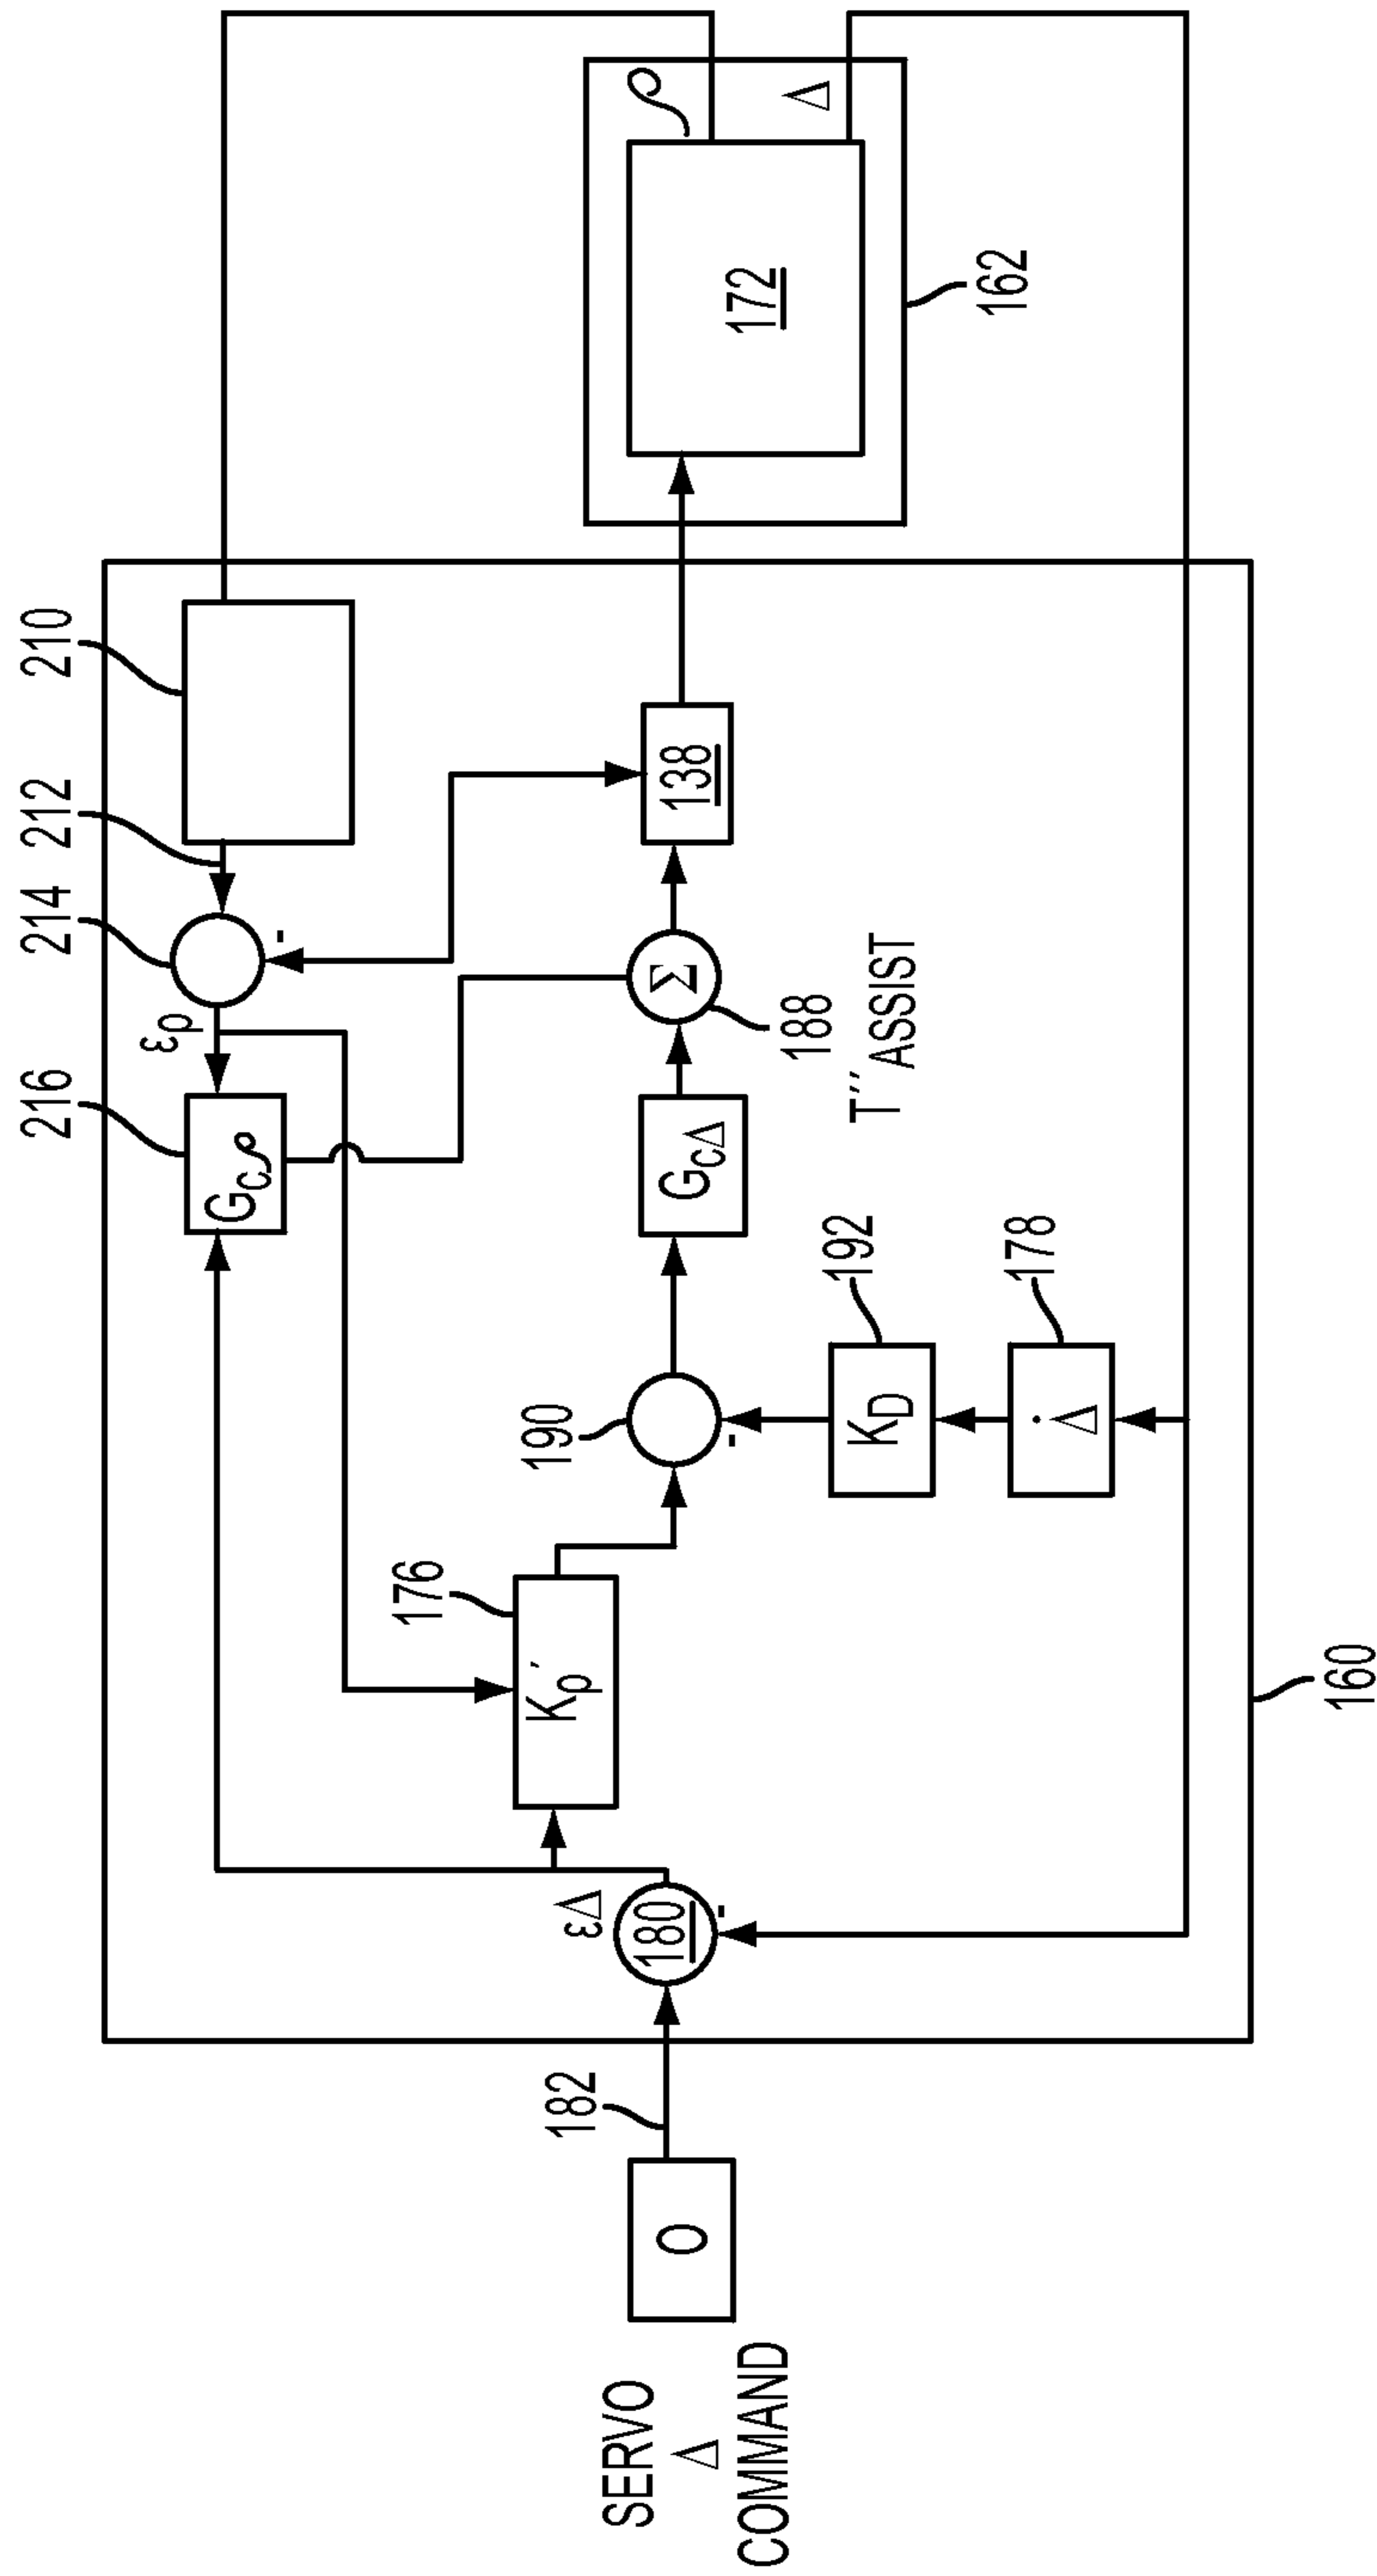 SERVO
Δ
COMMAND
O
182
180
-
εΔ
176
Kp′
190
-
192
KD
178
Δ̇
216
GCρ
ερ
214
-
212
210
GCΔ
Σ
188
T′′ASSIST
138
172
ρ
Δ
162
160